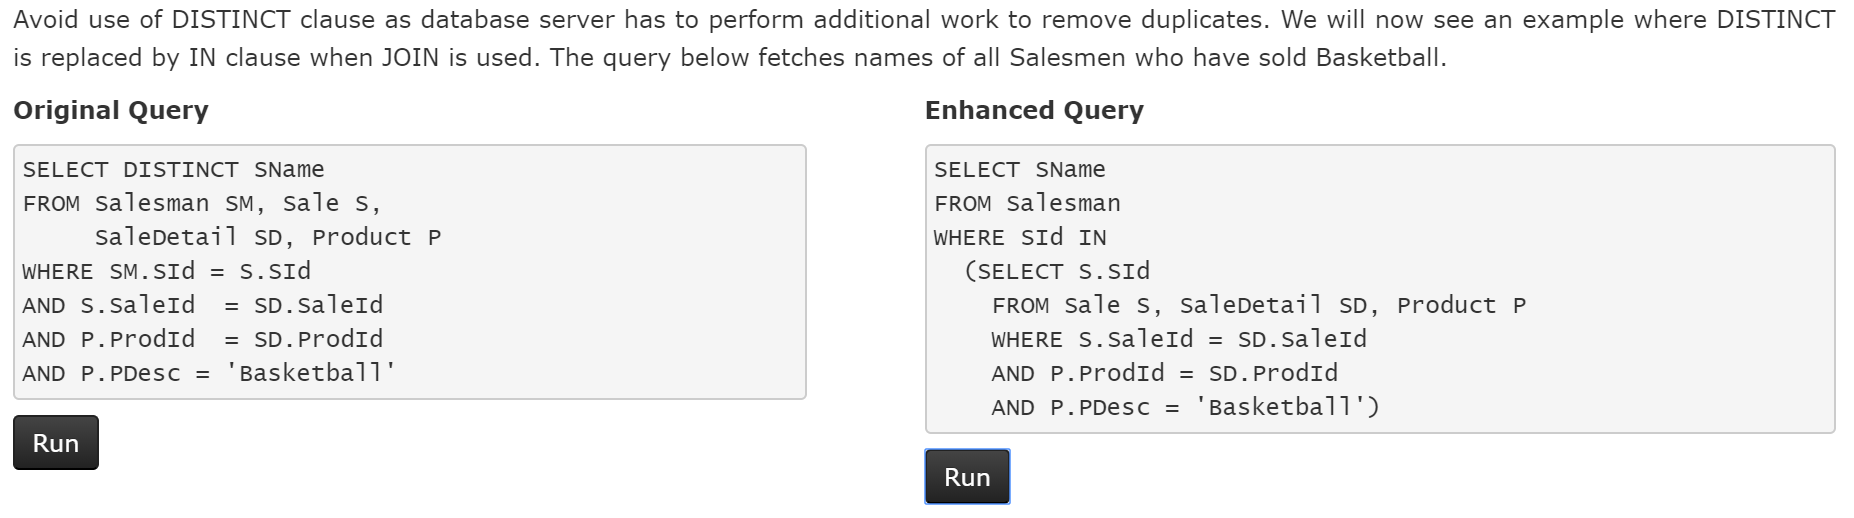 Avoid use of DISTINCT clause as database server has to perform additional work to remove duplicates. We will now see an example where DISTINCT
is replaced by IN clause when JOIN is used. The query below fetches names of all Salesmen who have sold Basketball.
Original Query
SELECT DISTINCT SName
FROM Salesman SM, Sale S,
     SaleDetail SD, Product P
WHERE SM.SId = S.SId
AND S.SaleId  = SD.SaleId
AND P.ProdId  = SD.ProdId
AND P.PDesc = 'Basketball'
Run
Enhanced Query
SELECT SName
FROM Salesman
WHERE SId IN
  (SELECT S.SId
    FROM Sale S, SaleDetail SD, Product P
    WHERE S.SaleId = SD.SaleId
    AND P.ProdId = SD.ProdId
    AND P.PDesc = 'Basketball')
Run